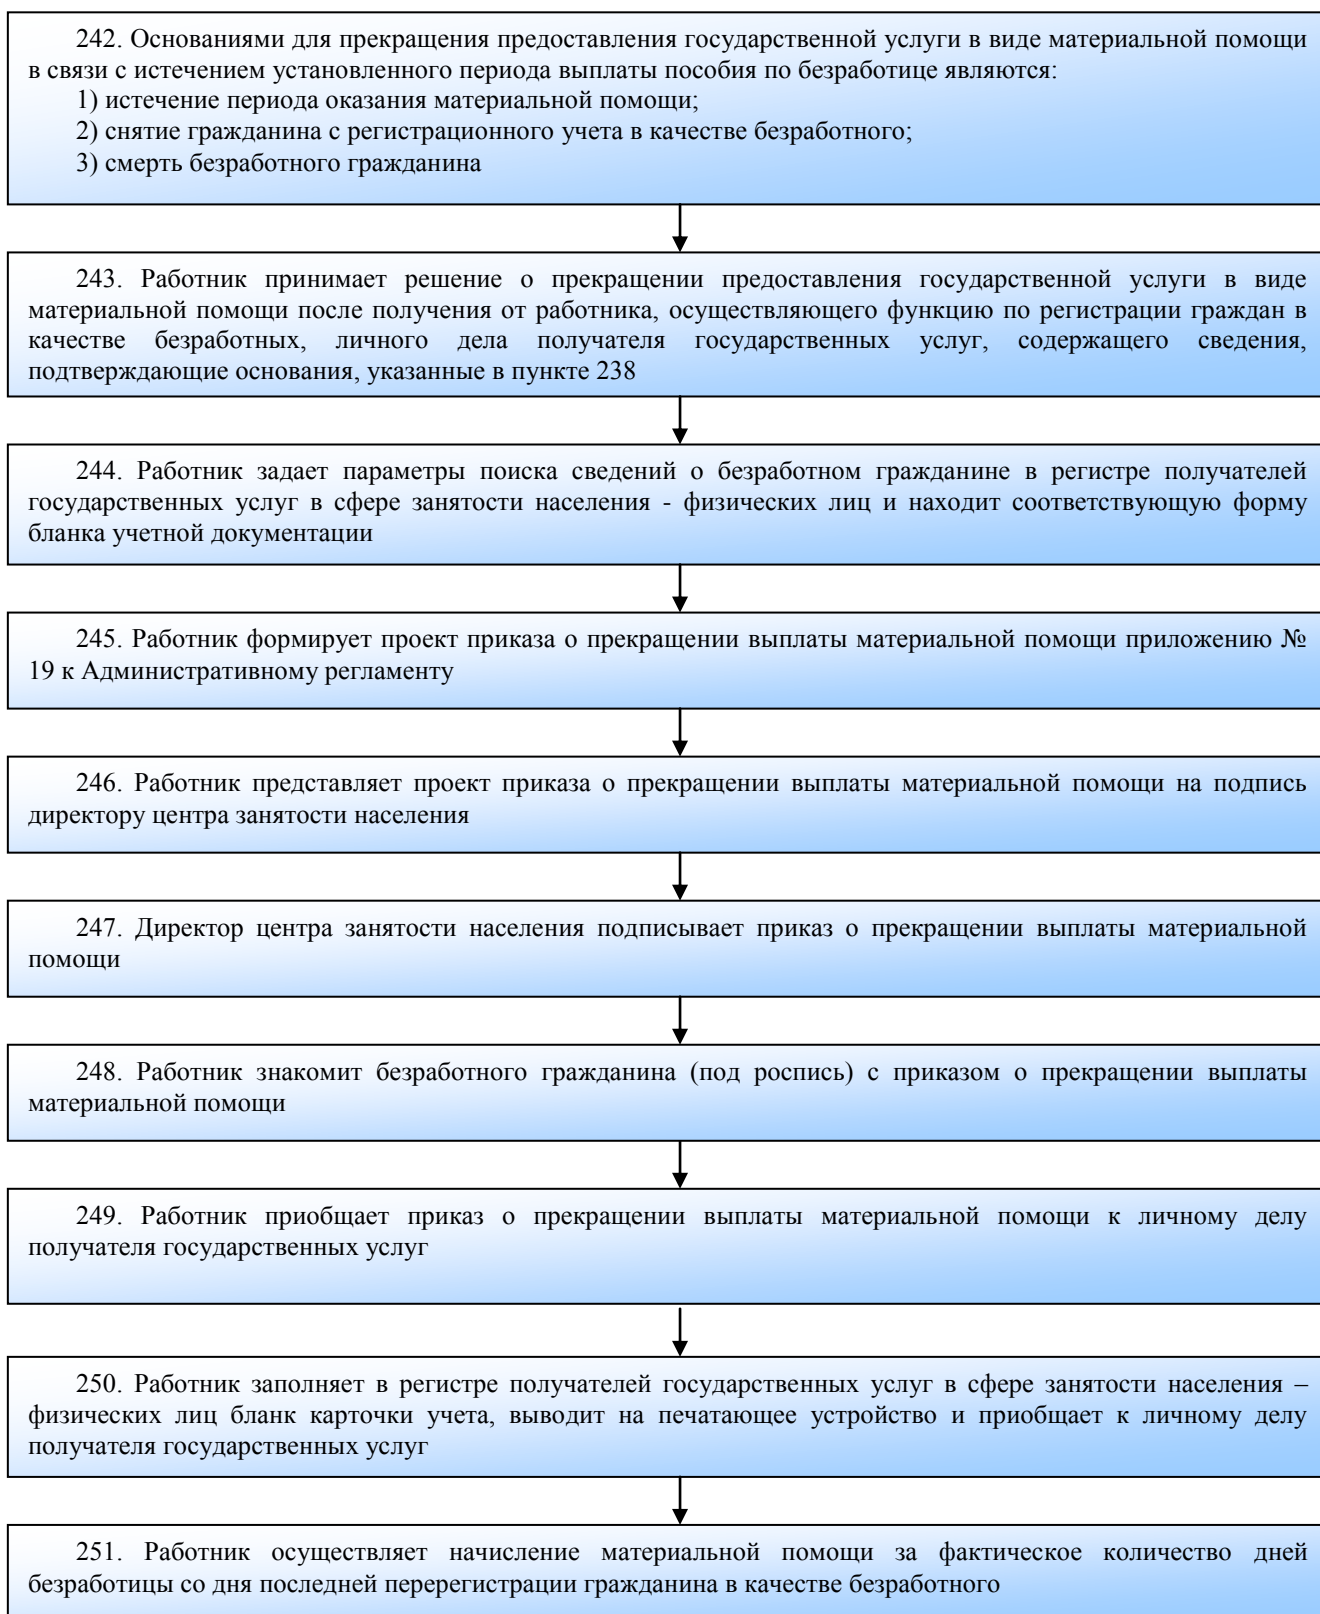 242. Основаниями для прекращения предоставления государственной услуги в виде материальной помощи
в связи с истечением установленного периода выплаты пособия по безработице являются:
1) истечение периода оказания материальной помощи;
2) снятие гражданина с регистрационного учета в качестве безработного;
3) смерть безработного гражданина
243. Работник принимает решение о прекращении предоставления государственной услуги в виде
материальной помощи после получения от работника, осуществляющего функцию по регистрации граждан в
качестве безработных, личного дела получателя государственных услуг, содержащего сведения,
подтверждающие основания, указанные в пункте 238
244. Работник задает параметры поиска сведений о безработном гражданине в регистре получателей
государственных услуг в сфере занятости населения - физических лиц и находит соответствующую форму
бланка учетной документации
245. Работник формирует проект приказа о прекращении выплаты материальной помощи приложению №
19 к Административному регламенту
246. Работник представляет проект приказа о прекращении выплаты материальной помощи на подпись
директору центра занятости населения
247. Директор центра занятости населения подписывает приказ о прекращении выплаты материальной
помощи
248. Работник знакомит безработного гражданина (под роспись) с приказом о прекращении выплаты
материальной помощи
249. Работник приобщает приказ о прекращении выплаты материальной помощи к личному делу
получателя государственных услуг
250. Работник заполняет в регистре получателей государственных услуг в сфере занятости населения –
физических лиц бланк карточки учета, выводит на печатающее устройство и приобщает к личному делу
получателя государственных услуг
251. Работник осуществляет начисление материальной помощи за фактическое количество дней
безработицы со дня последней перерегистрации гражданина в качестве безработного